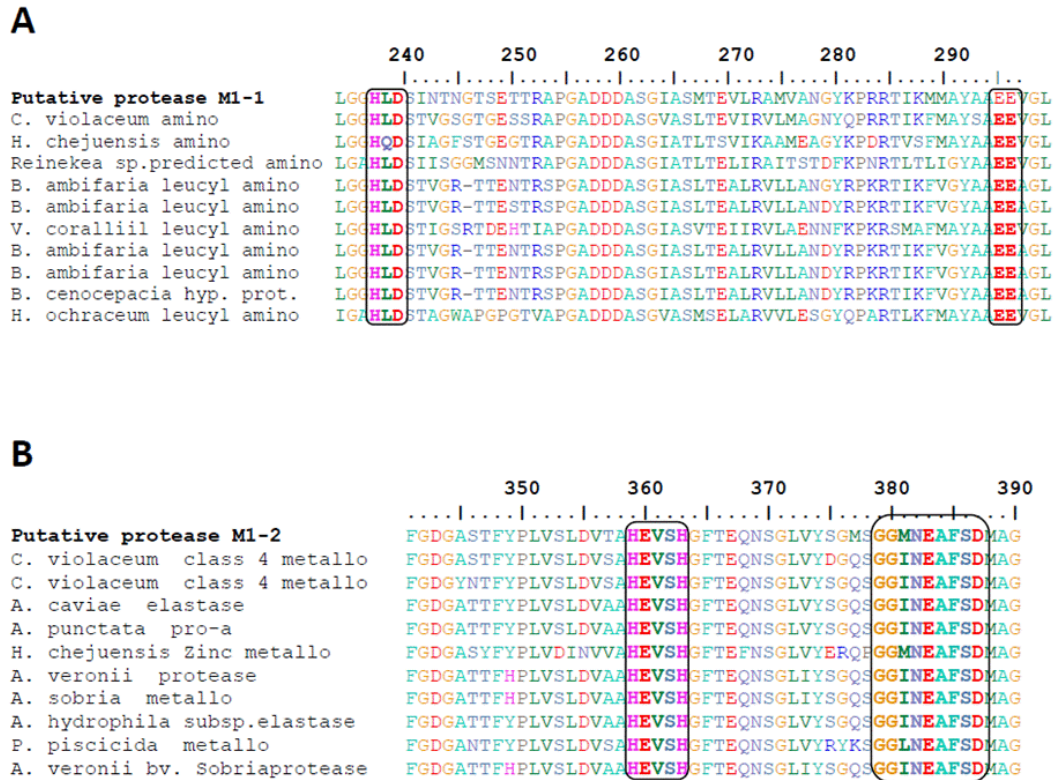 A
240 250 260 270 280 290
Putative protease M1-1 LGGHLDSINTNGTSETTRAPGADDDASGIASMTEVLRAMVANGYKPRRTIKMMAYAAEEVGL
C. violaceum amino LGGHLDSTVGSGTGESSRAPGADDDASGVASLTEVIRVLMAGNYQPRRTIKFMAYSAEEVGL
H. chejuensis amino LGGHQDSIAGFSTGEGTRAPGADDDASGIATLTSVIKAAMEAGYKPDRTVSFMAYAAEEVGL
Reinekea sp.predicted amino LGAHLDSIISGGMSNNTRAPGADDDASGIATLTELIRAITSTDFKPNRTLTLIGYAAEEVGL
B. ambifaria leucyl amino LGGHLDSTVGR-TTENTRSPGADDDASGIASLTEALRVLLANGYRPKRTIKFVGYAAEEAGL
B. ambifaria leucyl amino LGGHLDSTVGR-TTESTRSPGADDDASGIASLTEALRVLLANDYRPKRTIKFVGYAAEEAGL
V. coralliil leucyl amino LGGHLDSTIGSRTDEHTIAPGADDDASGIASVTEIIRVLAENNFKPKRSMAFMAYAAEEVGL
B. ambifaria leucyl amino LGGHLDSTVGR-TTENTRSPGADDDASGIASLTEALRVLLANDYRPKRTIKFVGYAAEEAGL
B. ambifaria leucyl amino LGGHLDSTVGR-TTENTRSPGADDDASGIASLTEALRVLLANDYRPKRTIKFVGYAAEEAGL
B. cenocepacia hyp. prot. LGGHLDSTVGR-TTENTRSPGADDDASGIASLTEALRVLLANDYRPKRTIKFVGYAAEEAGL
H. ochraceum leucyl amino IGAHLDSTAGWAPGPGTVAPGADDDASGVASMSELARVVLESGYQPARTLKFMAYAAEEVGL
B
350 360 370 380 390
Putative protease M1-2 FGDGASTFYPLVSLDVTAHEVSHGFTEQNSGLVYSGMSGGMNEAFSDMAG
C. violaceum class 4 metallo FGDGASTFYPLVSLDVSAHEVSHGFTEQNSGLVYDGQSGGINEAFSDMAG
C. violaceum class 4 metallo FGDGYNTFYPLVSLDVSAHEVSHGFTEQNSGLVYSGQSGGINEAFSDMAG
A. caviae elastase FGDGATTFYPLVSLDVAAHEVSHGFTEQNSGLVYSGQSGGINEAFSDMAG
A. punctata pro-a FGDGATTFYPLVSLDVAAHEVSHGFTEQNSGLVYSGQSGGINEAFSDMAG
H. chejuensis Zinc metallo FGDGASYFYPLVDINVVAHEVSHGFTEFNSGLVYERQPGGMNEAFSDMAG
A. veronii protease FGDGATTFHPLVSLDVAAHEVSHGFTEQNSGLIYSGQSGGINEAFSDMAG
A. sobria metallo FGDGATTFHPLVSLDVAAHEVSHGFTEQNSGLIYSGQSGGINEAFSDMAG
A. hydrophila subsp.elastase FGDGATTFYPLVSLDVAAHEVSHGFTEQNSGLVYSGQSGGINEAFSDMAG
P. piscicida metallo FGDGANTFYPLVSLDVSAHEVSHGFTEQNSGLVYRYKSGGLNEAFSDMAG
A. veronii bv. Sobriaprotease FGDGATTFHPLVSLDVAAHEVSHGFTEQNSGLIYSGQSGGINEAFSDMAG